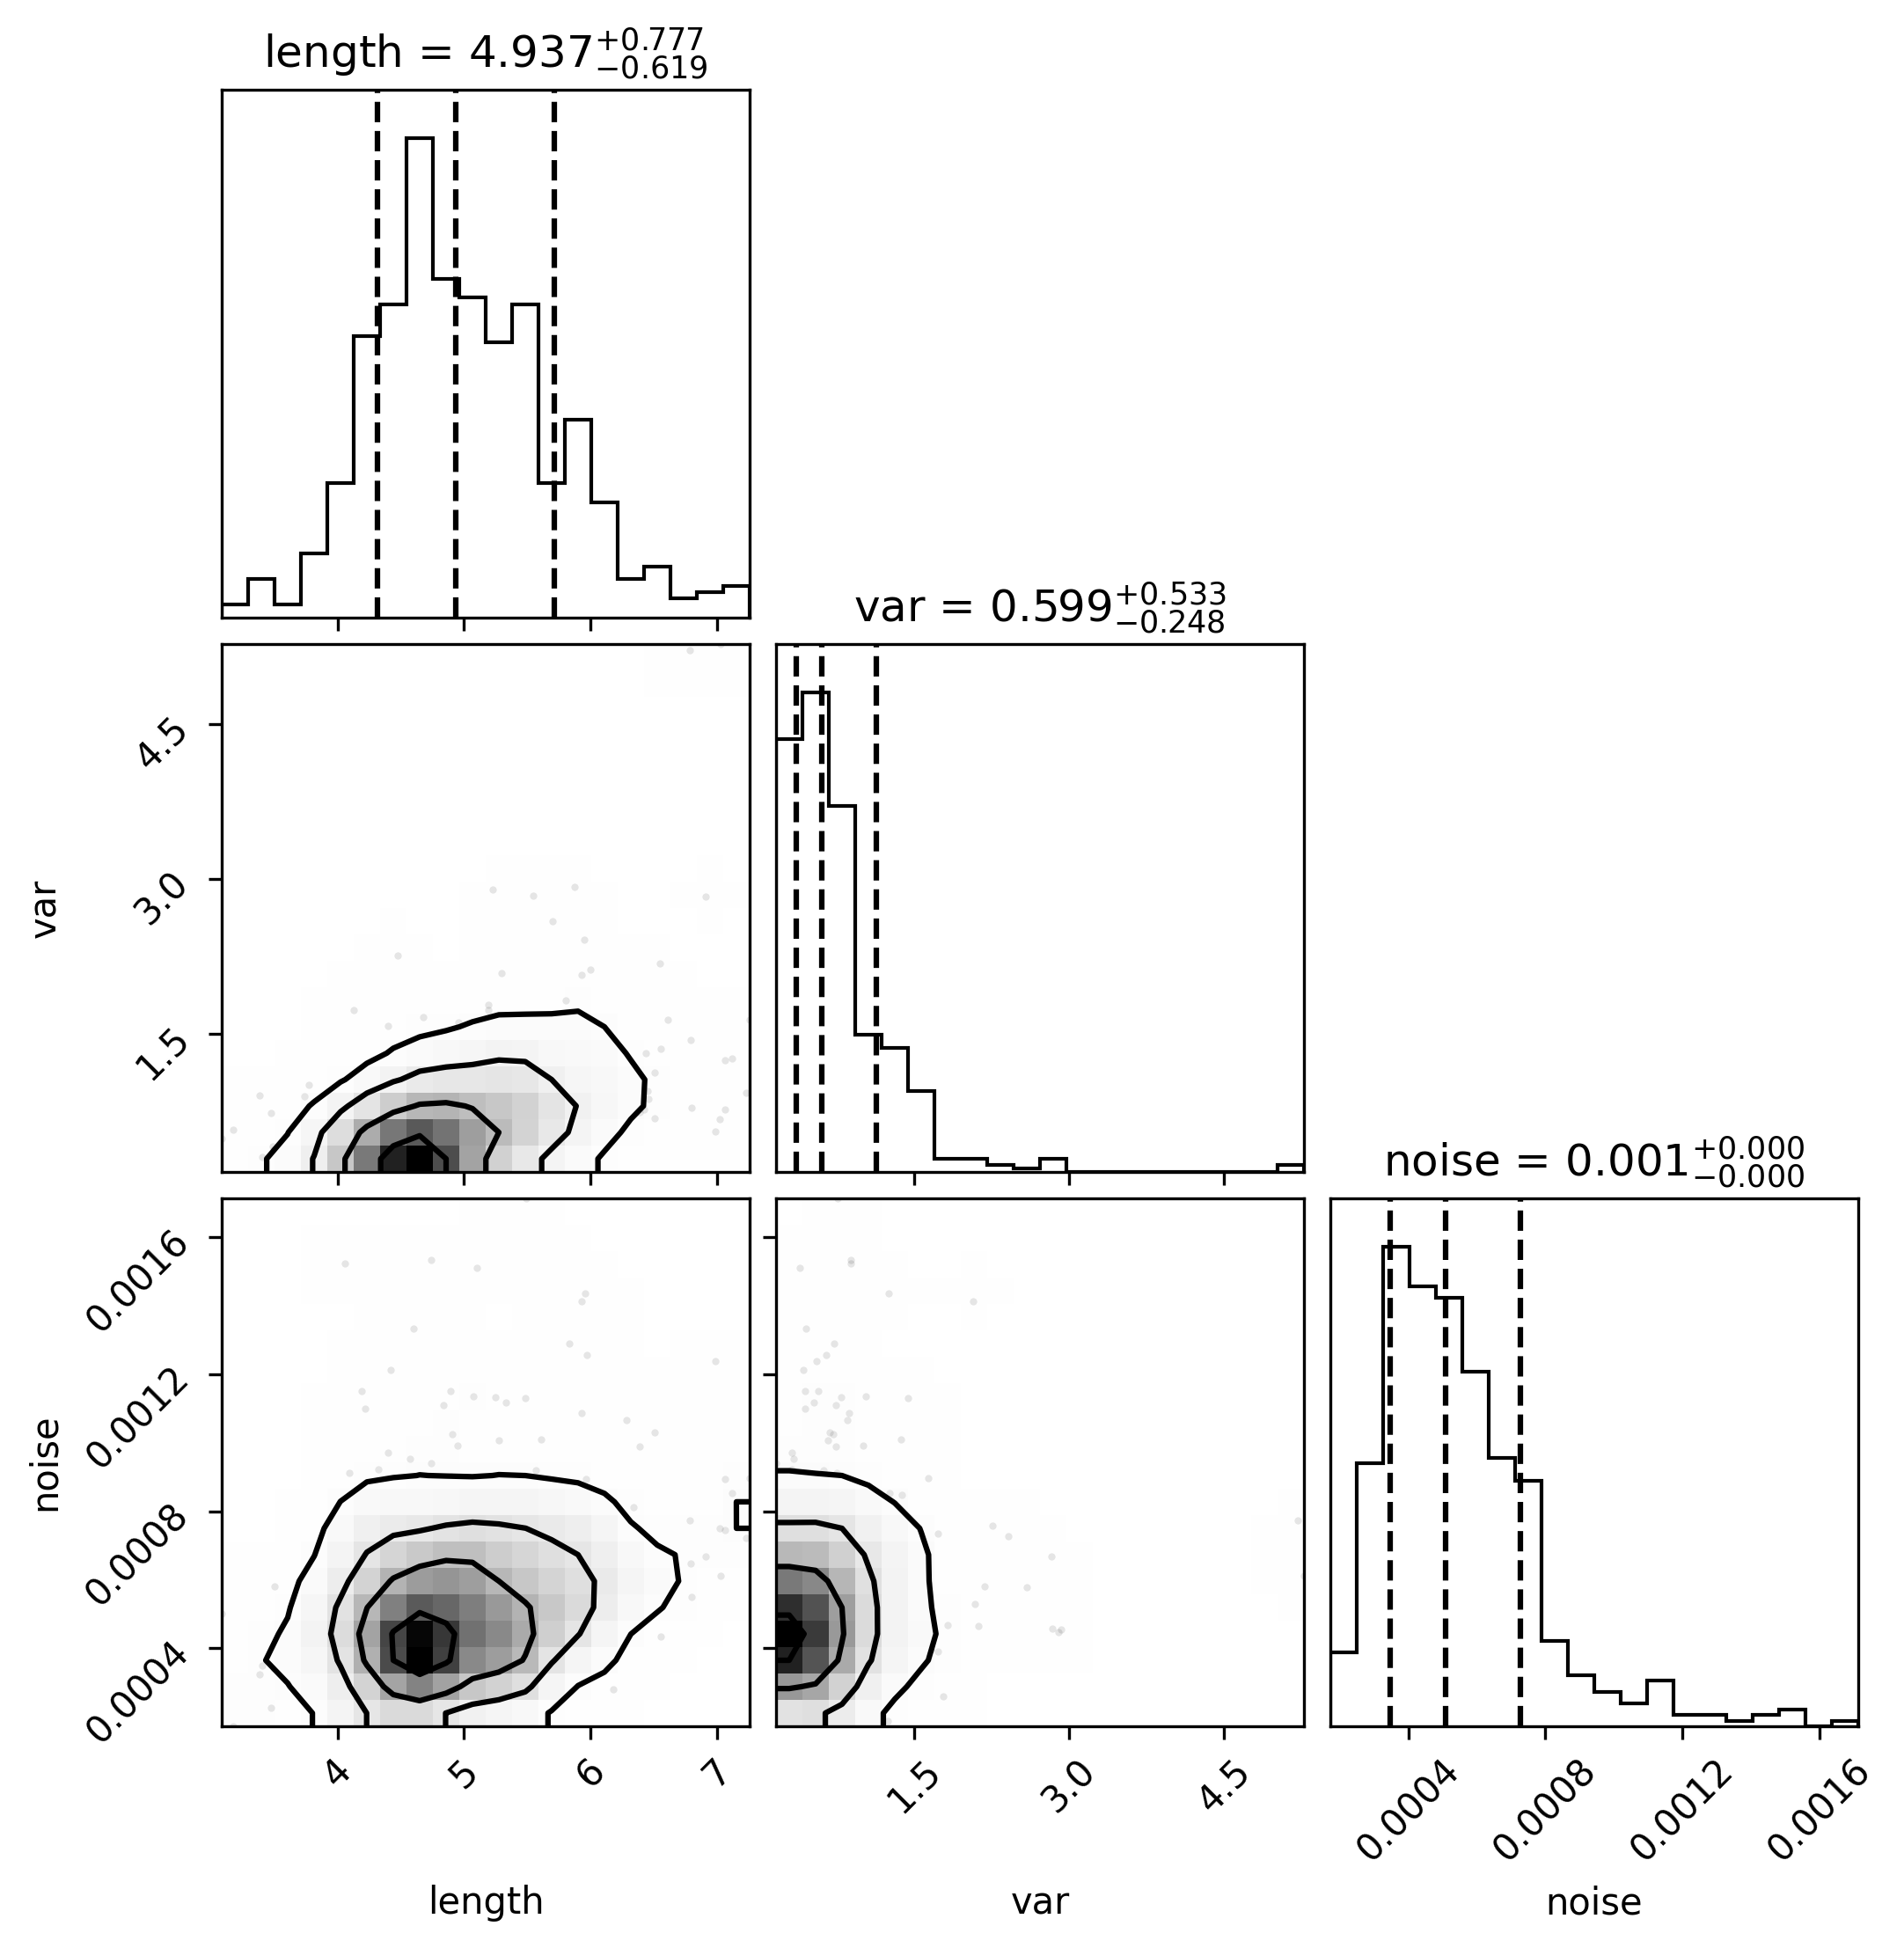 length = 4.937+0.777 −0.619
var = 0.599+0.533 −0.248
4.5
3.0
1.5
var
noise = 0.001+0.000 −0.000
0.0016
0.0012
0.0008
0.0004
noise
4 5 6 7
1.5 3.0 4.5
0.0004 0.0008 0.0012 0.0016
length
var
noise